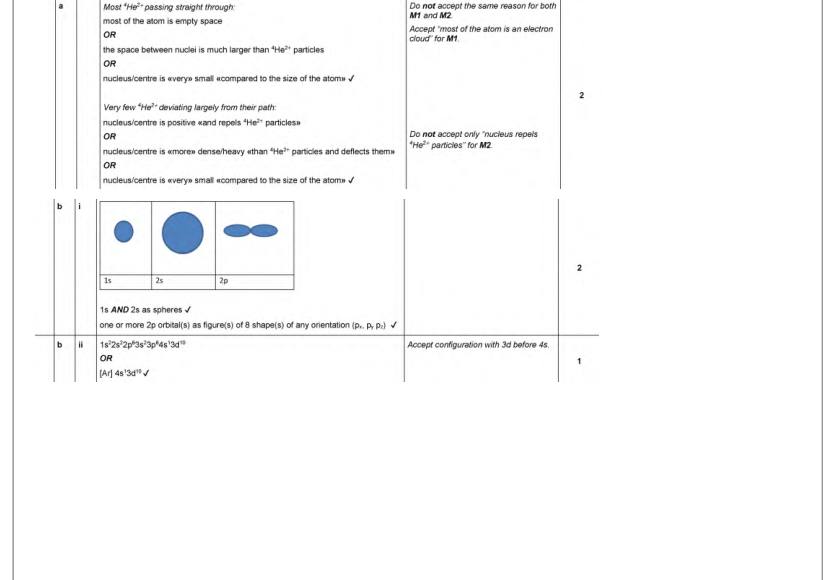 a
Most ⁴He²⁺ passing straight through:
most of the atom is empty space
OR
the space between nuclei is much larger than ⁴He²⁺ particles
OR
nucleus/centre is «very» small «compared to the size of the atom» ✓
Very few ⁴He²⁺ deviating largely from their path:
nucleus/centre is positive «and repels ⁴He²⁺ particles»
OR
nucleus/centre is «more» dense/heavy «than ⁴He²⁺ particles and deflects them»
OR
nucleus/centre is «very» small «compared to the size of the atom» ✓
Do not accept the same reason for both
M1 and M2.
Accept "most of the atom is an electron
cloud" for M1.
Do not accept only "nucleus repels
⁴He²⁺ particles" for M2.
2
b i
1s 2s 2p
1s AND 2s as spheres ✓
one or more 2p orbital(s) as figure(s) of 8 shape(s) of any orientation (pₓ, pᵧ p_z) ✓
2
b ii
1s²2s²2p⁶3s²3p⁶4s¹3d¹⁰
OR
[Ar] 4s¹3d¹⁰ ✓
Accept configuration with 3d before 4s.
1